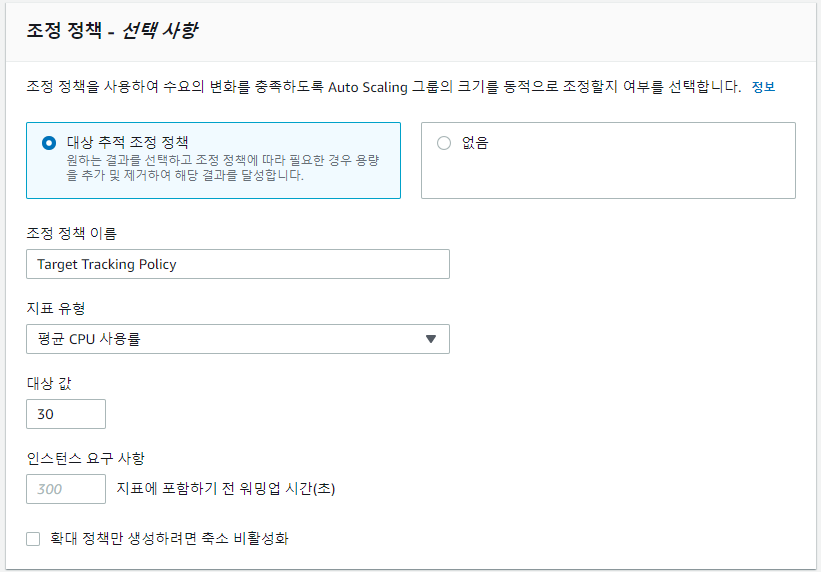 조정 정책 - 선택 사항
조정 정책을 사용하여 수요의 변화를 충족하도록 Auto Scaling 그룹의 크기를 동적으로 조정할지 여부를 선택합니다. 정보
대상 추적 조정 정책
원하는 결과를 선택하고 조정 정책에 따라 필요한 경우 용량
을 추가 및 제거하여 해당 결과를 달성합니다.
없음
조정 정책 이름
Target Tracking Policy
지표 유형
평균 CPU 사용률
대상 값
30
인스턴스 요구 사항
300 지표에 포함하기 전 워밍업 시간(초)
확대 정책만 생성하려면 축소 비활성화